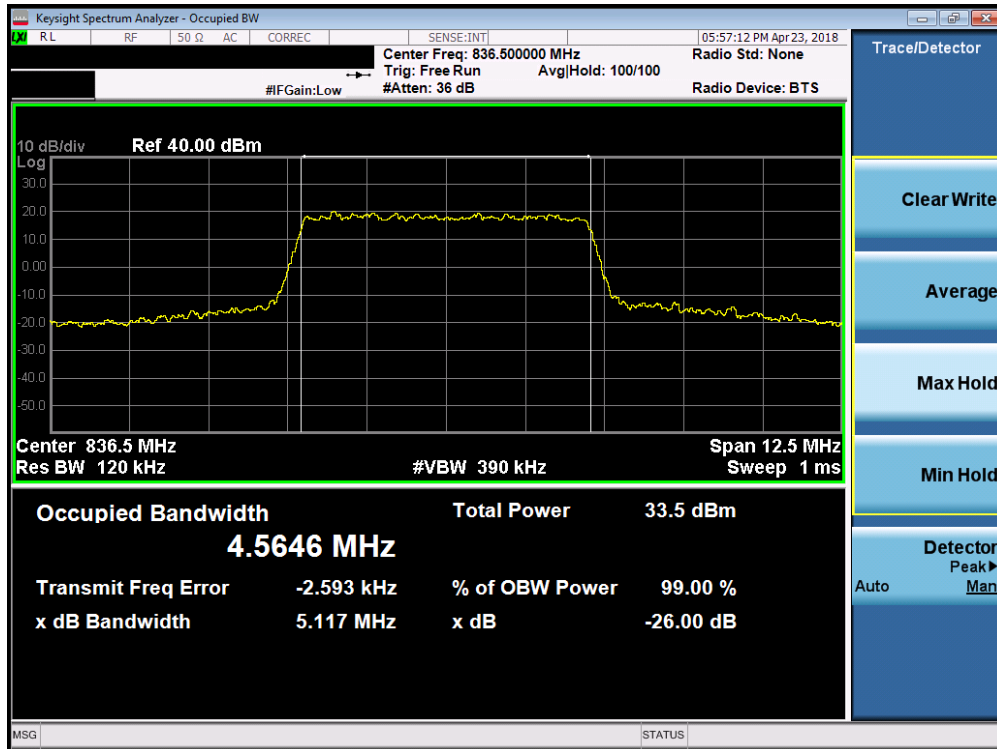 Keysight Spectrum Analyzer - Occupied BW
LXI RL RF 50 Ω AC CORREC SENSE:INT 05:57:12 PM Apr 23, 2018
Center Freq: 836.500000 MHz Radio Std: None
Trig: Free Run Avg|Hold: 100/100
#IFGain:Low #Atten: 36 dB Radio Device: BTS
10 dB/div Ref 40.00 dBm
Log
30.0
20.0
10.0
0.00
-10.0
-20.0
-30.0
-40.0
-50.0
Center 836.5 MHz Span 12.5 MHz
Res BW 120 kHz #VBW 390 kHz Sweep 1 ms
Occupied Bandwidth Total Power 33.5 dBm
4.5646 MHz
Transmit Freq Error -2.593 kHz % of OBW Power 99.00 %
x dB Bandwidth 5.117 MHz x dB -26.00 dB
MSG STATUS
Trace/Detector
Clear Write
Average
Max Hold
Min Hold
Detector
Peak▶
Auto Man